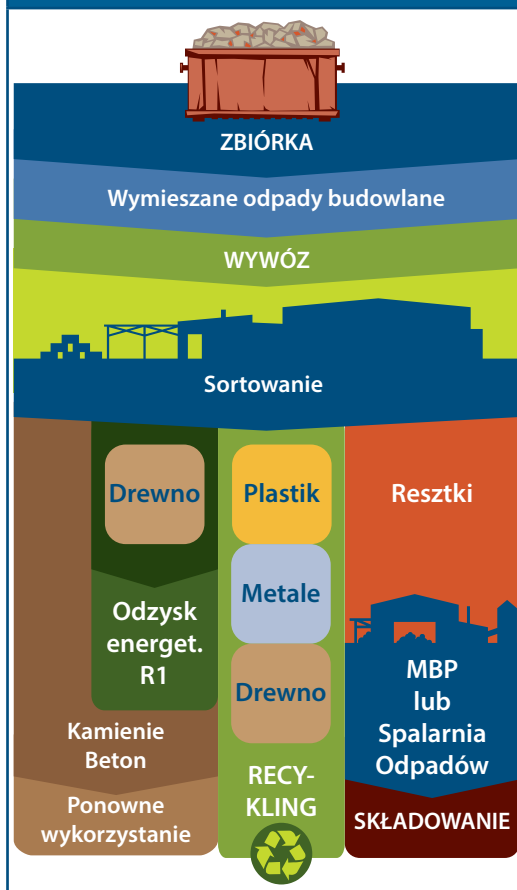 ZBIÓRKA
Wymieszane odpady budowlane
WYWÓZ
Sortowanie
Drewno
Odzysk
energet.
R1
Kamienie
Beton
Ponowne
wykorzystanie
Plastik
Metale
Drewno
RECY-
KLING
Resztki
MBP
lub
Spalarnia
Odpadów
SKŁADOWANIE